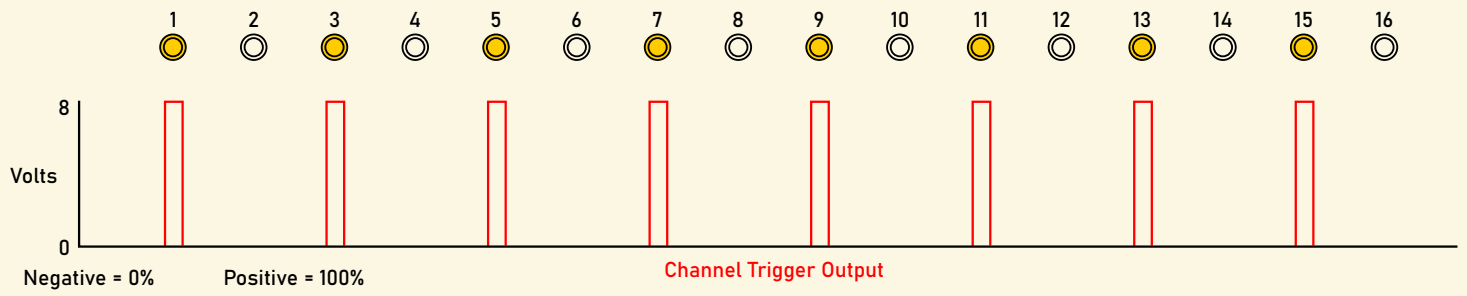 1 2 3 4 5 6 7 8 9 10 11 12 13 14 15 16
8
Volts
0
Negative = 0% Positive = 100% Channel Trigger Output